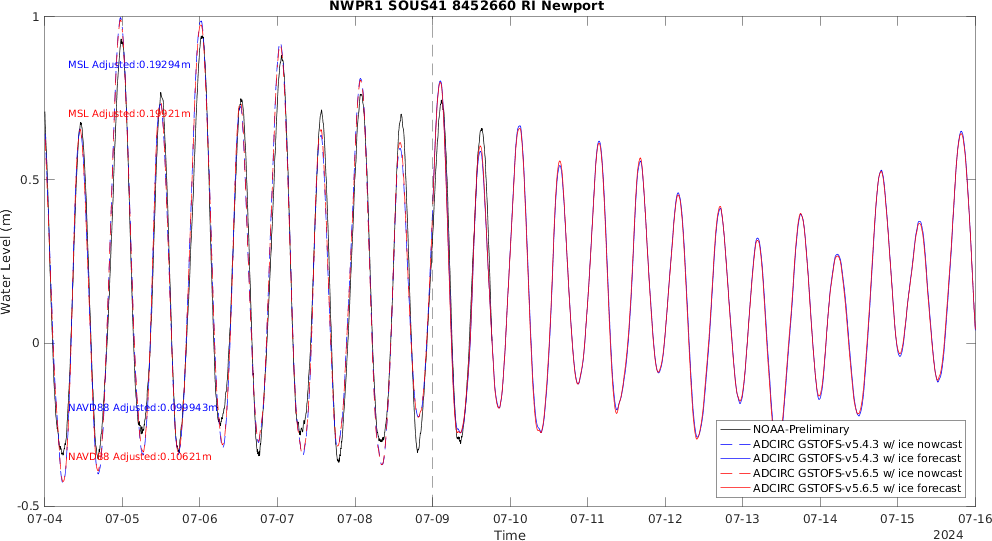 NWPR1 SOUS41 8452660 RI Newport
1
MSL Adjusted:0.19294m
MSL Adjusted:0.19921m
0.5
Water Level (m)
0
NAVD88 Adjusted:0.099943m
NAVD88 Adjusted:0.10621m
-0.5
NOAA-Preliminary
ADCIRC GSTOFS-v5.4.3 w/ ice nowcast
ADCIRC GSTOFS-v5.4.3 w/ ice forecast
ADCIRC GSTOFS-v5.6.5 w/ ice nowcast
ADCIRC GSTOFS-v5.6.5 w/ ice forecast
07-04 07-05 07-06 07-07 07-08 07-09 07-10 07-11 07-12 07-13 07-14 07-15 07-16
Time
2024